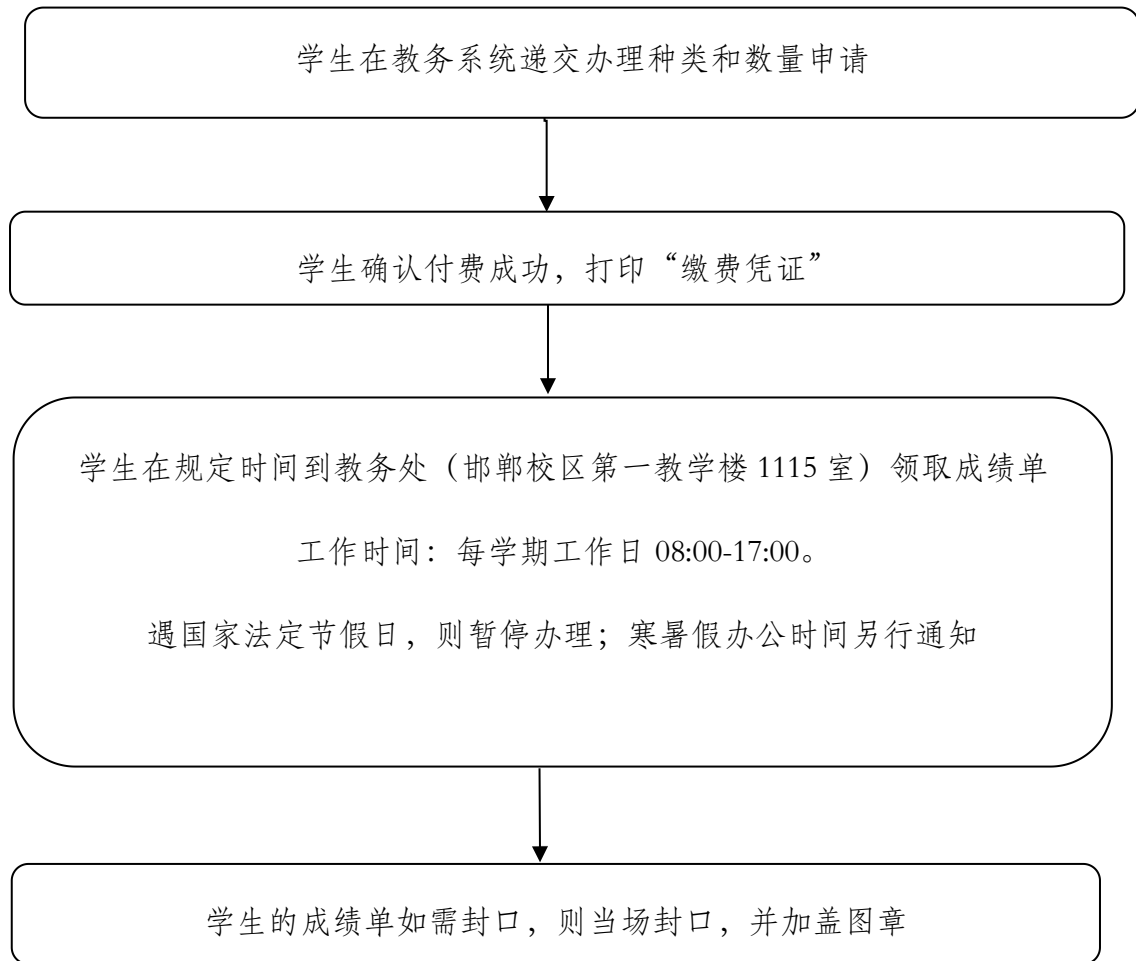 学生在教务系统递交办理种类和数量申请
学生确认付费成功，打印“缴费凭证”
学生在规定时间到教务处（邯郸校区第一教学楼 1115 室）领取成绩单
工作时间：每学期工作日 08:00-17:00。
遇国家法定节假日，则暂停办理；寒暑假办公时间另行通知
学生的成绩单如需封口，则当场封口，并加盖图章